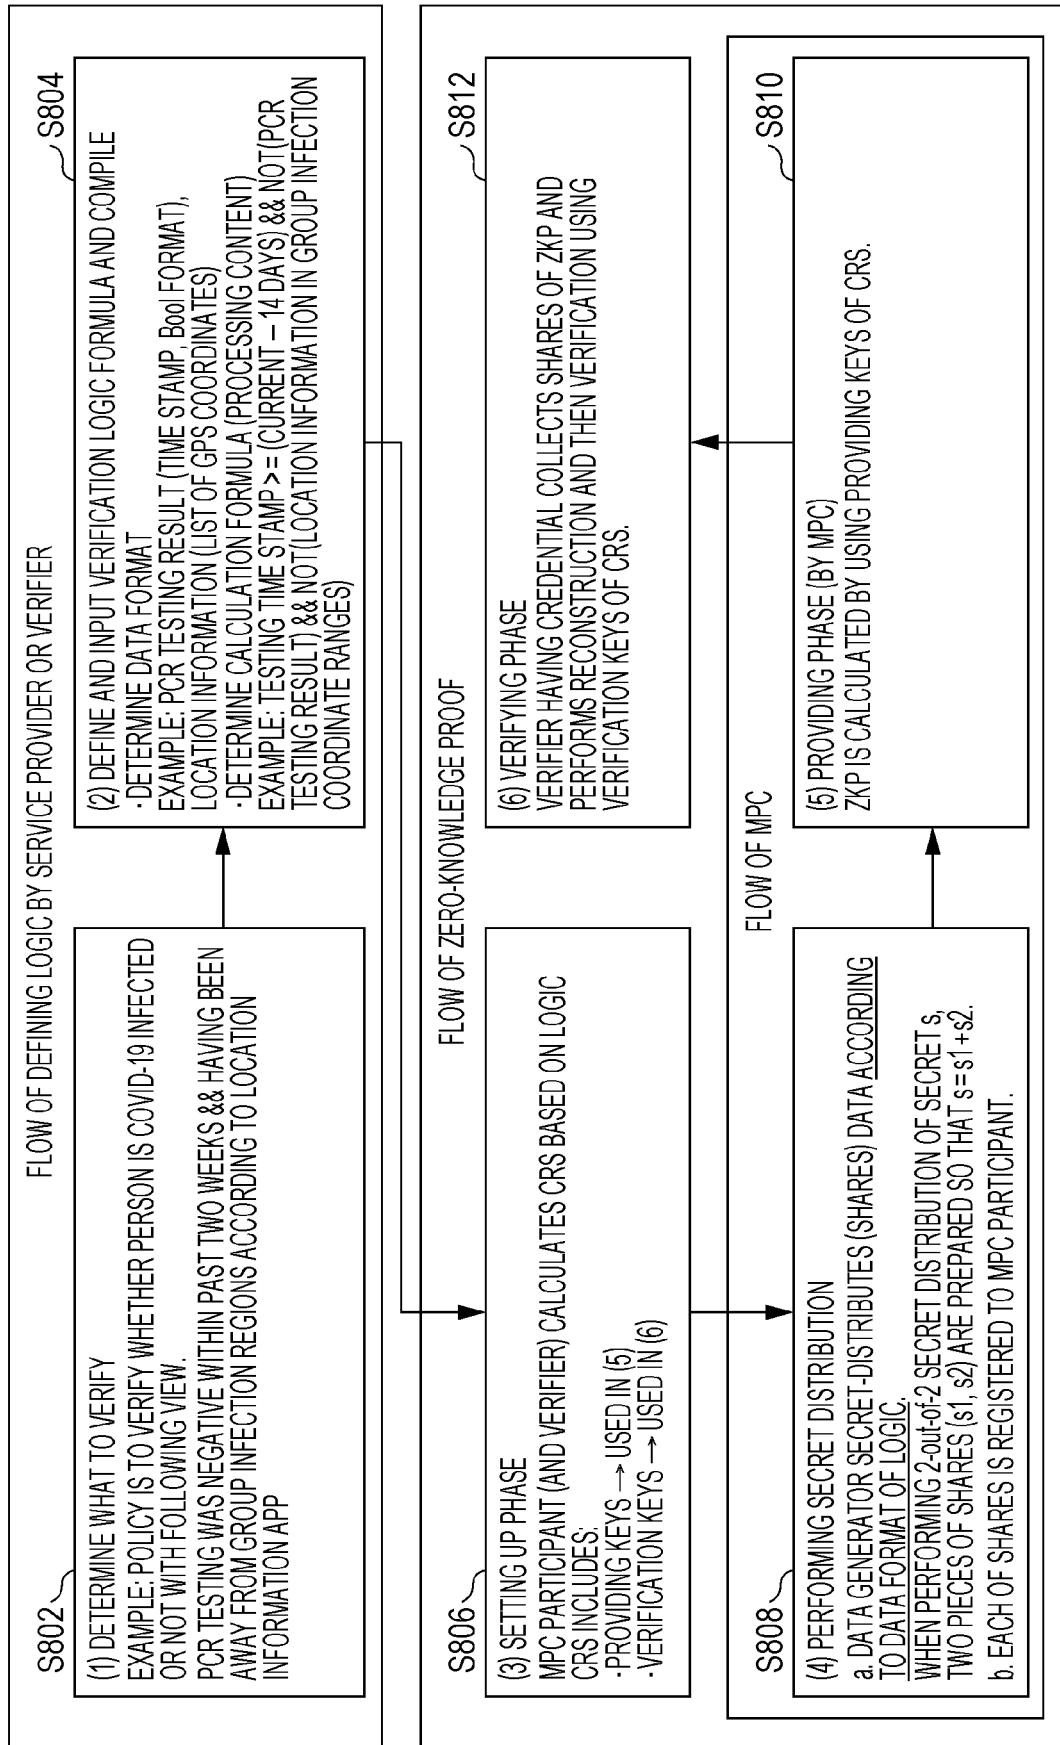 FLOW OF DEFINING LOGIC BY SERVICE PROVIDER OR VERIFIER
S802
(1) DETERMINE WHAT TO VERIFY
EXAMPLE: POLICY IS TO VERIFY WHETHER PERSON IS COVID-19 INFECTED
OR NOT WITH FOLLOWING VIEW.
PCR TESTING WAS NEGATIVE WITHIN PAST TWO WEEKS && HAVING BEEN
AWAY FROM GROUP INFECTION REGIONS ACCORDING TO LOCATION
INFORMATION APP
S804
(2) DEFINE AND INPUT VERIFICATION LOGIC FORMULA AND COMPILE
· DETERMINE DATA FORMAT
EXAMPLE: PCR TESTING RESULT (TIME STAMP, Bool FORMAT),
LOCATION INFORMATION (LIST OF GPS COORDINATES)
· DETERMINE CALCULATION FORMULA (PROCESSING CONTENT)
EXAMPLE: TESTING TIME STAMP >= (CURRENT – 14 DAYS) && NOT(PCR
TESTING RESULT) && NOT (LOCATION INFORMATION IN GROUP INFECTION
COORDINATE RANGES)
FLOW OF ZERO-KNOWLEDGE PROOF
S806
(3) SETTING UP PHASE
MPC PARTICIPANT (AND VERIFIER) CALCULATES CRS BASED ON LOGIC
CRS INCLUDES:
· PROVIDING KEYS → USED IN (5)
· VERIFICATION KEYS → USED IN (6)
S812
(6) VERIFYING PHASE
VERIFIER HAVING CREDENTIAL COLLECTS SHARES OF ZKP AND
PERFORMS RECONSTRUCTION AND THEN VERIFICATION USING
VERIFICATION KEYS OF CRS.
FLOW OF MPC
S808
(4) PERFORMING SECRET DISTRIBUTION
a. DATA GENERATOR SECRET-DISTRIBUTES (SHARES) DATA ACCORDING
TO DATA FORMAT OF LOGIC.
WHEN PERFORMING 2-out-of-2 SECRET DISTRIBUTION OF SECRET s,
TWO PIECES OF SHARES (s1, s2) ARE PREPARED SO THAT s = s1 + s2.
b. EACH OF SHARES IS REGISTERED TO MPC PARTICIPANT.
S810
(5) PROVIDING PHASE (BY MPC)
ZKP IS CALCULATED BY USING PROVIDING KEYS OF CRS.